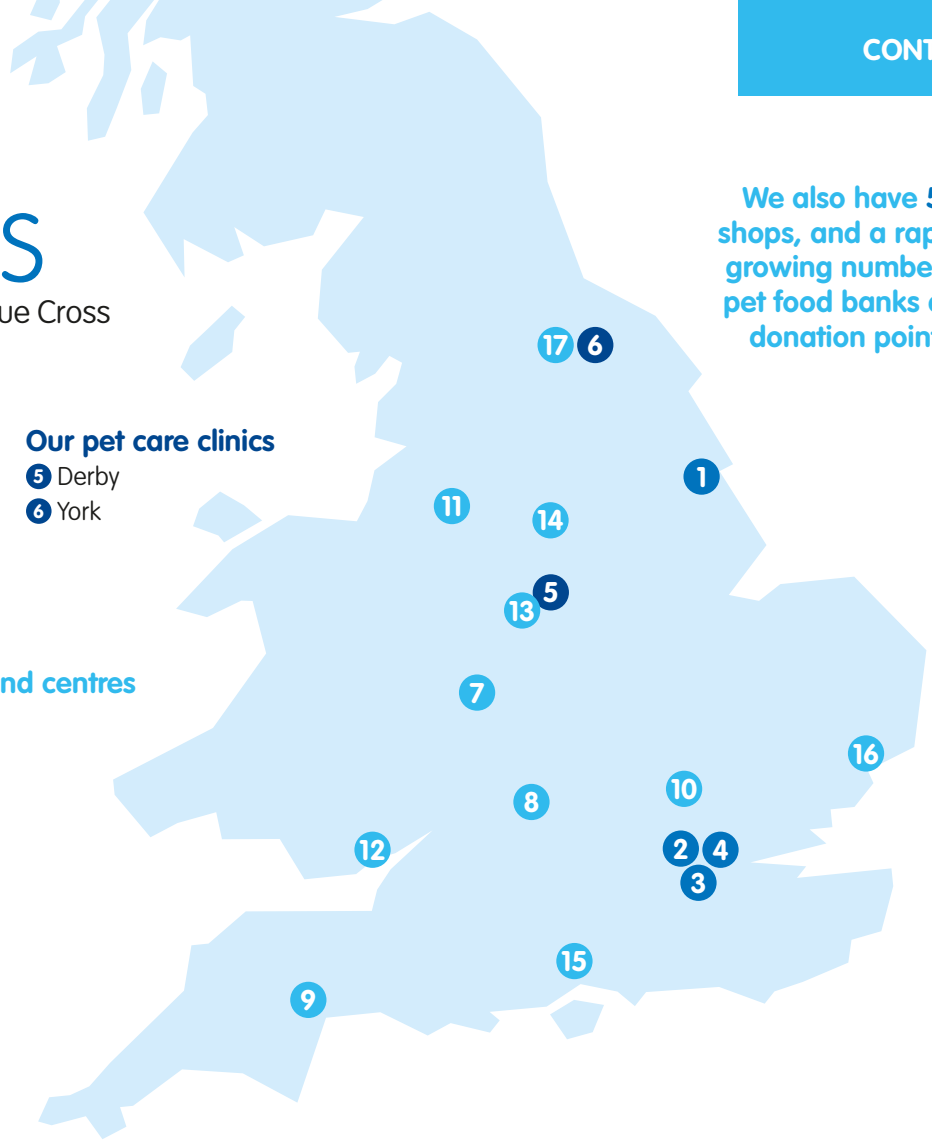 CONT
We also have 5
shops, and a rap
growing numbe
pet food banks
donation poin
s
ue Cross
17 6
Our pet care clinics
5 Derby
6 York
1
11
14
5
13
nd centres
7
16
10
8
2 4
12
3
15
9